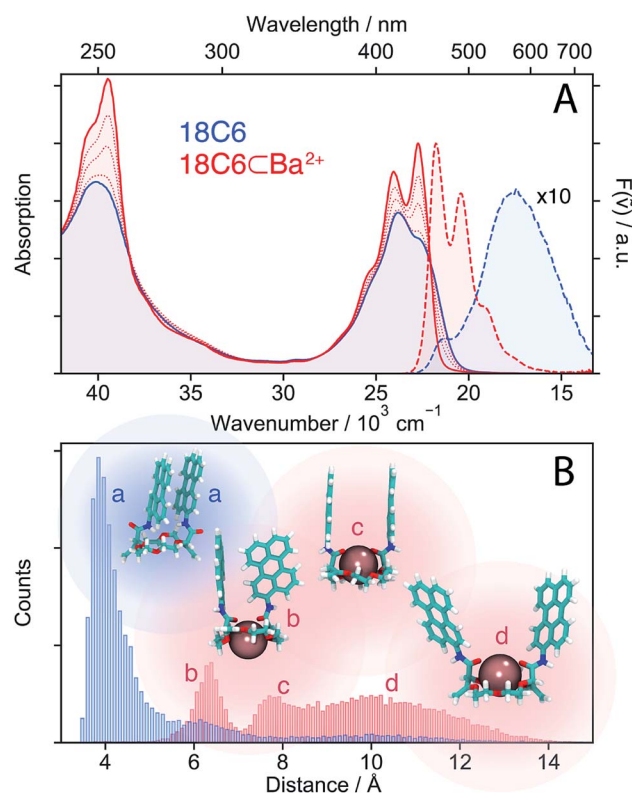 Wavelength / nm
250 300 400 500 600 700
A
18C6
18C6⊂Ba²⁺
x10
Absorption
F(ν̃) / a.u.
40 35 30 25 20 15
Wavenumber / 10³ cm⁻¹
B
a a
c
b
d
b c d
Counts
4 6 8 10 12 14
Distance / Å